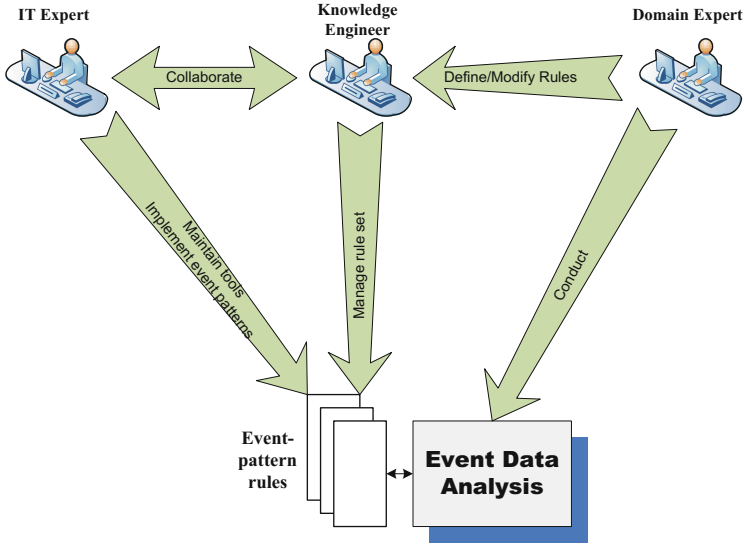 IT Expert
Knowledge
Engineer
Domain Expert
Collaborate
Define/Modify Rules
Maintain tools
Implement event patterns
Manage rule set
Conduct
Event-
pattern
rules
Event Data
Analysis